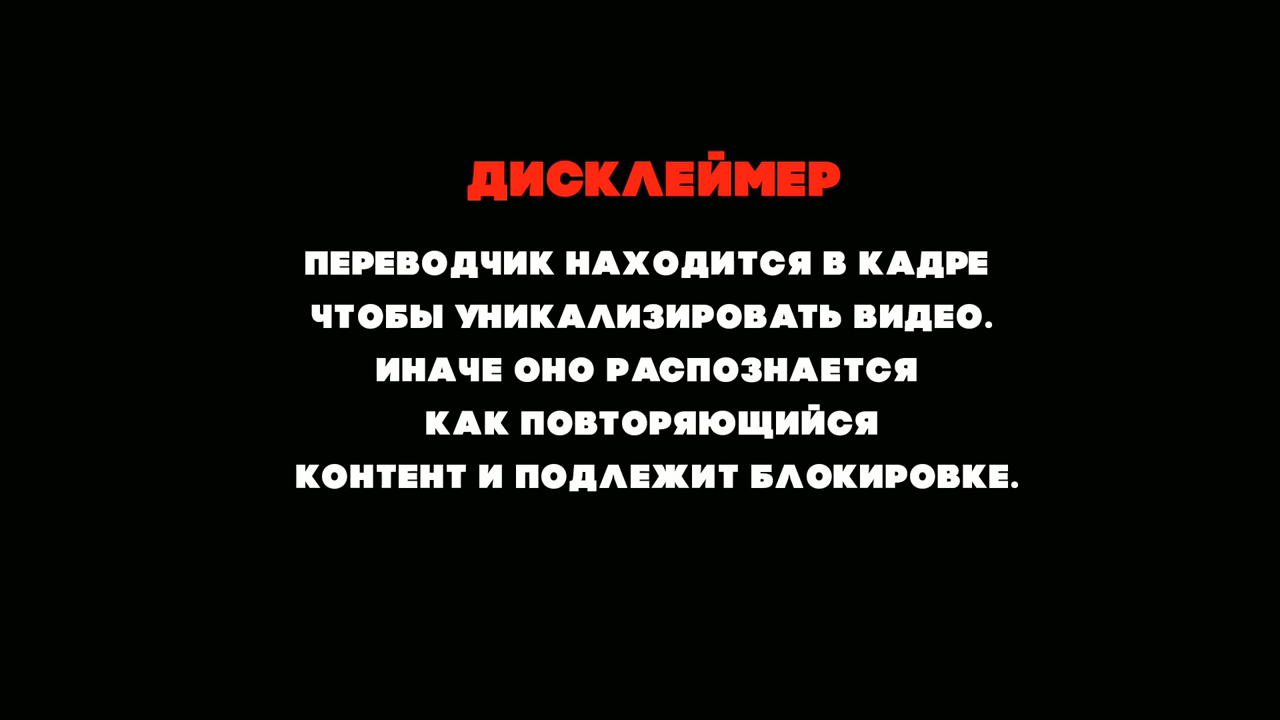 ДИСКЛЕЙМЕР
ПЕРЕВОДЧИК НАХОДИТСЯ В КАДРЕ
ЧТОБЫ УНИКАЛИЗИРОВАТЬ ВИДЕО.
ИНАЧЕ ОНО РАСПОЗНАЕТСЯ
КАК ПОВТОРЯЮЩИЙСЯ
КОНТЕНТ И ПОДЛЕЖИТ БЛОКИРОВКЕ.